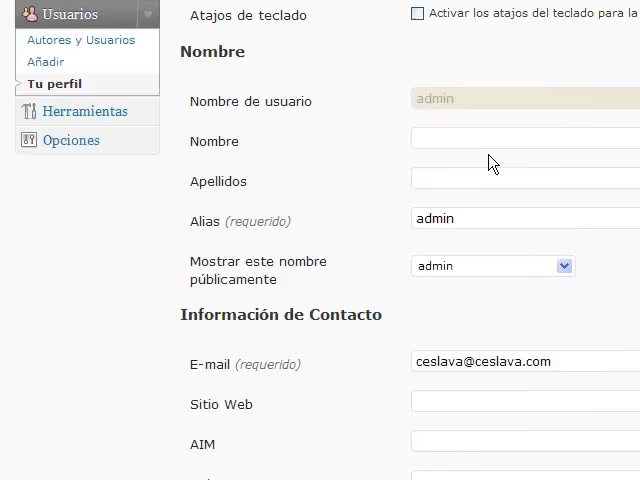 Usuarios
Autores y Usuarios
Añadir
Tu perfil
Herramientas
Opciones
Atajos de teclado
Activar los atajos del teclado para la
Nombre
Nombre de usuario
admin
Nombre
Apellidos
Alias (requerido)
admin
Mostrar este nombre
públicamente
admin
Información de Contacto
E-mail (requerido)
ceslava@ceslava.com
Sitio Web
AIM